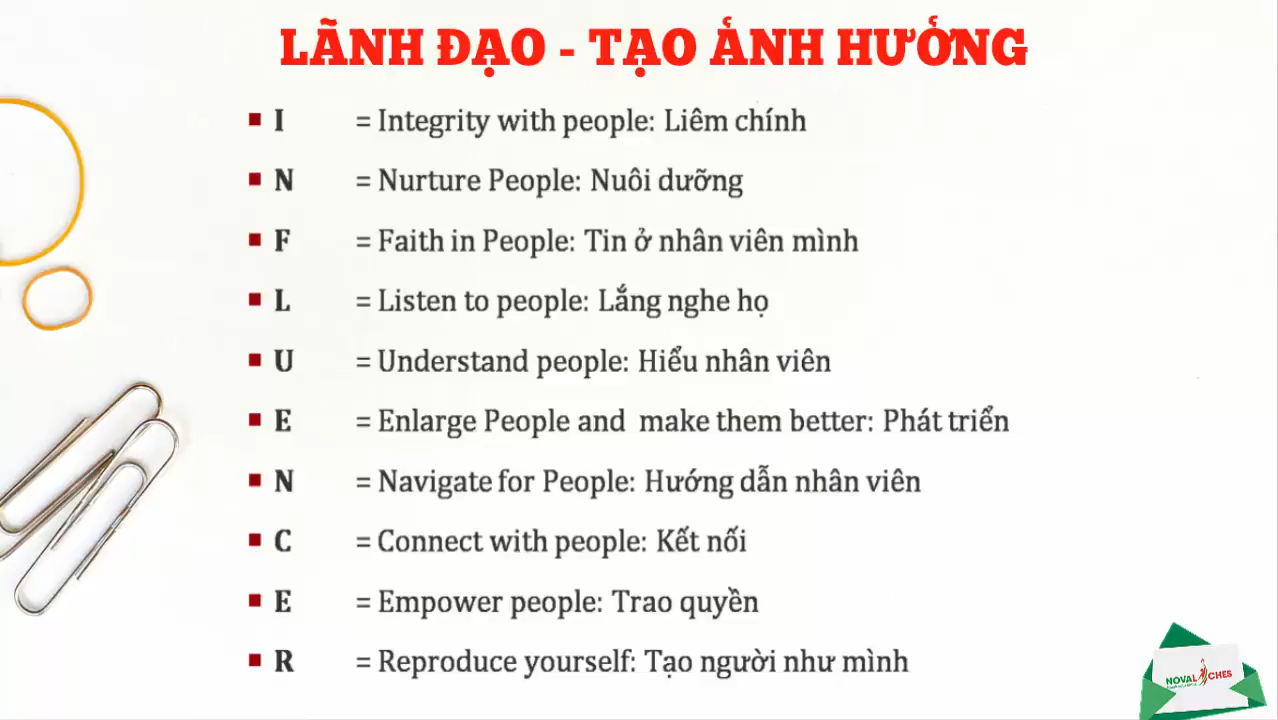 LÃNH ĐẠO - TẠO ẢNH HƯỞNG
I = Integrity with people: Liêm chính
N = Nurture People: Nuôi dưỡng
F = Faith in People: Tin ở nhân viên mình
L = Listen to people: Lắng nghe họ
U = Understand people: Hiểu nhân viên
E = Enlarge People and make them better: Phát triển
N = Navigate for People: Hướng dẫn nhân viên
C = Connect with people: Kết nối
E = Empower people: Trao quyền
R = Reproduce yourself: Tạo người như mình